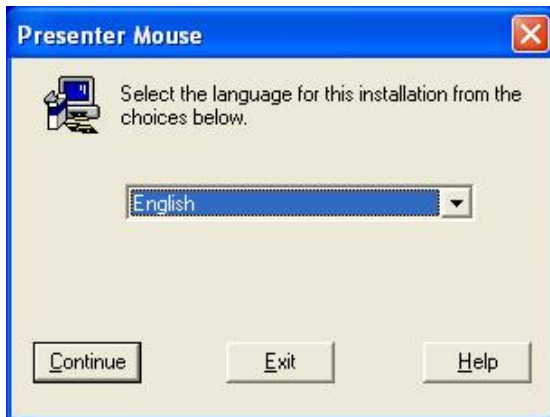 Presenter Mouse
Select the language for this installation from the
choices below.
English
Continue
Exit
Help